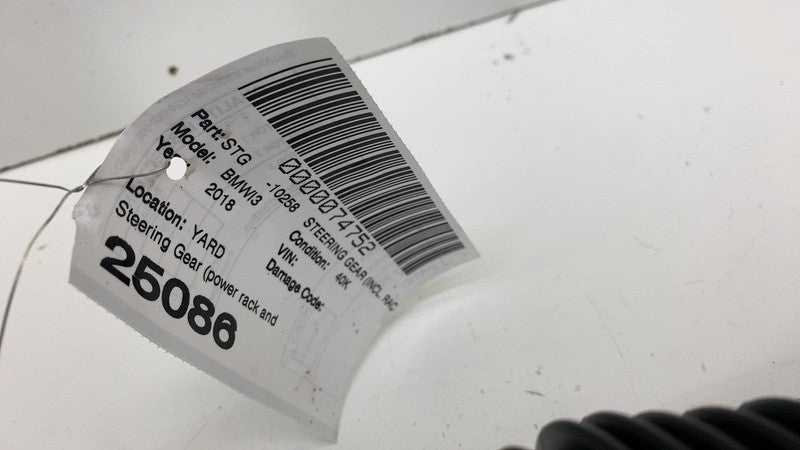 0000074752
Part: STG -10258 STEERING GEAR (INCL. RAC
Model: BMWI3 Condition: 40K
Year: 2018 VIN:
Damage Code:
Location: YARD
Steering Gear (power rack and
25086